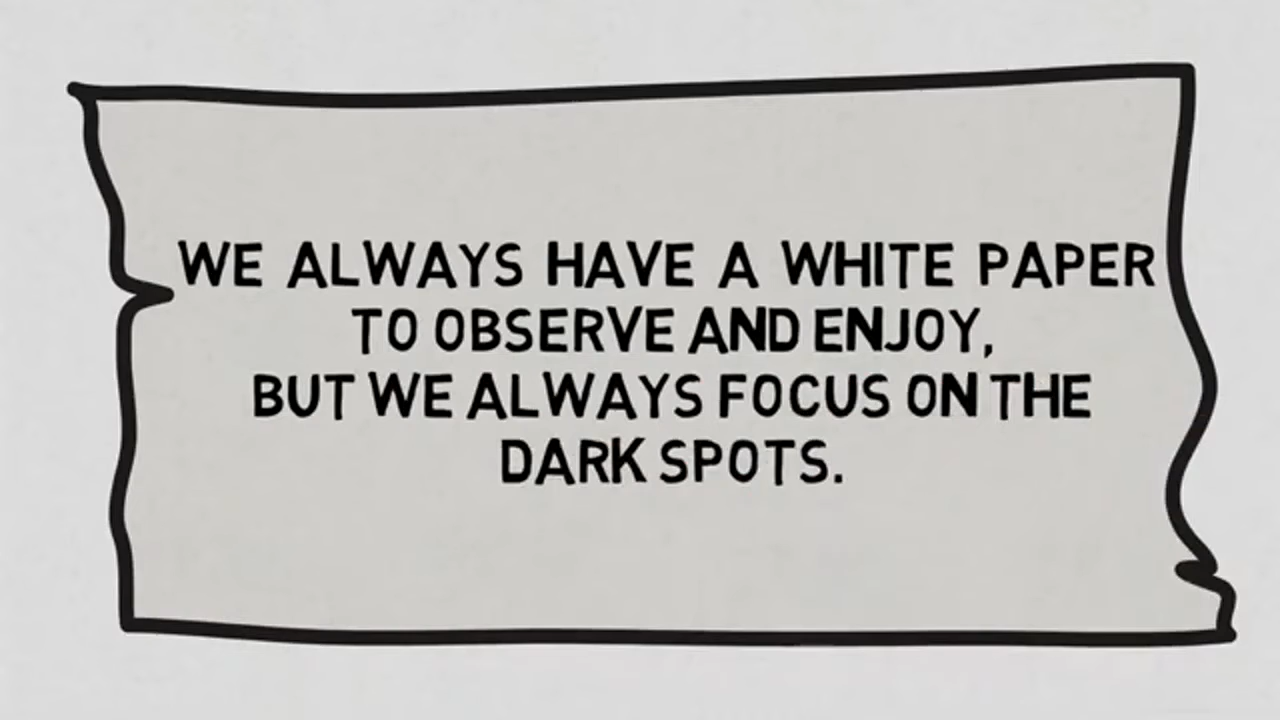 WE ALWAYS HAVE A WHITE PAPER
TO OBSERVE AND ENJOY,
BUT WE ALWAYS FOCUS ON THE
DARK SPOTS.